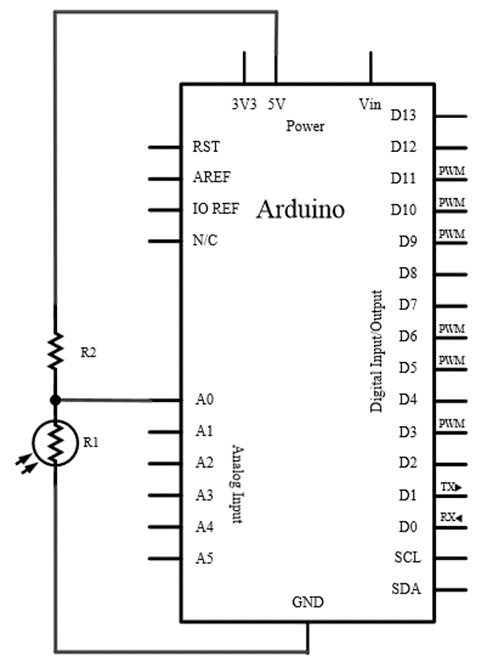 3V3 5V Vin
Power
Arduino
RST
AREF
IO REF
N/C
R2
R1
A0
A1
A2
A3
A4
A5
Analog Input
Digital Input/Output
D13
D12
D11 PWM
D10 PWM
D9 PWM
D8
D7
D6 PWM
D5 PWM
D4
D3 PWM
D2
D1 TX▶
D0 RX◀
SCL
SDA
GND